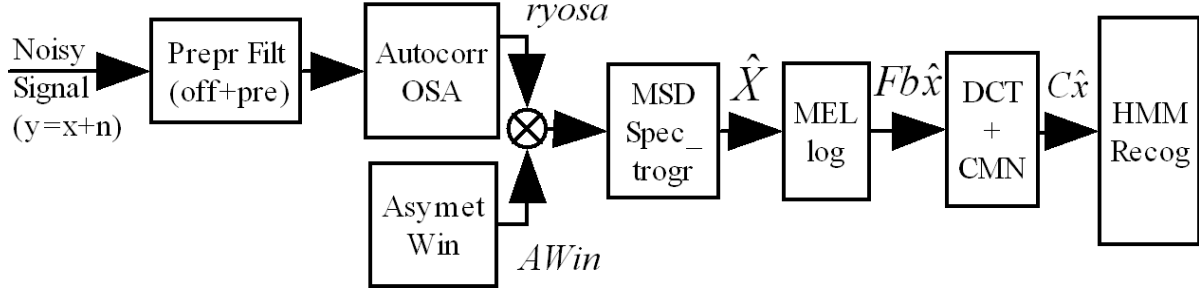 Noisy
Signal
(y=x+n)
Prepr Filt
(off+pre)
Autocorr
OSA
ryosa
Asymet
Win
AWin
MSD
Spec_
trogr
X̂
MEL
log
Fbx̂
DCT
+
CMN
Cx̂
HMM
Recog